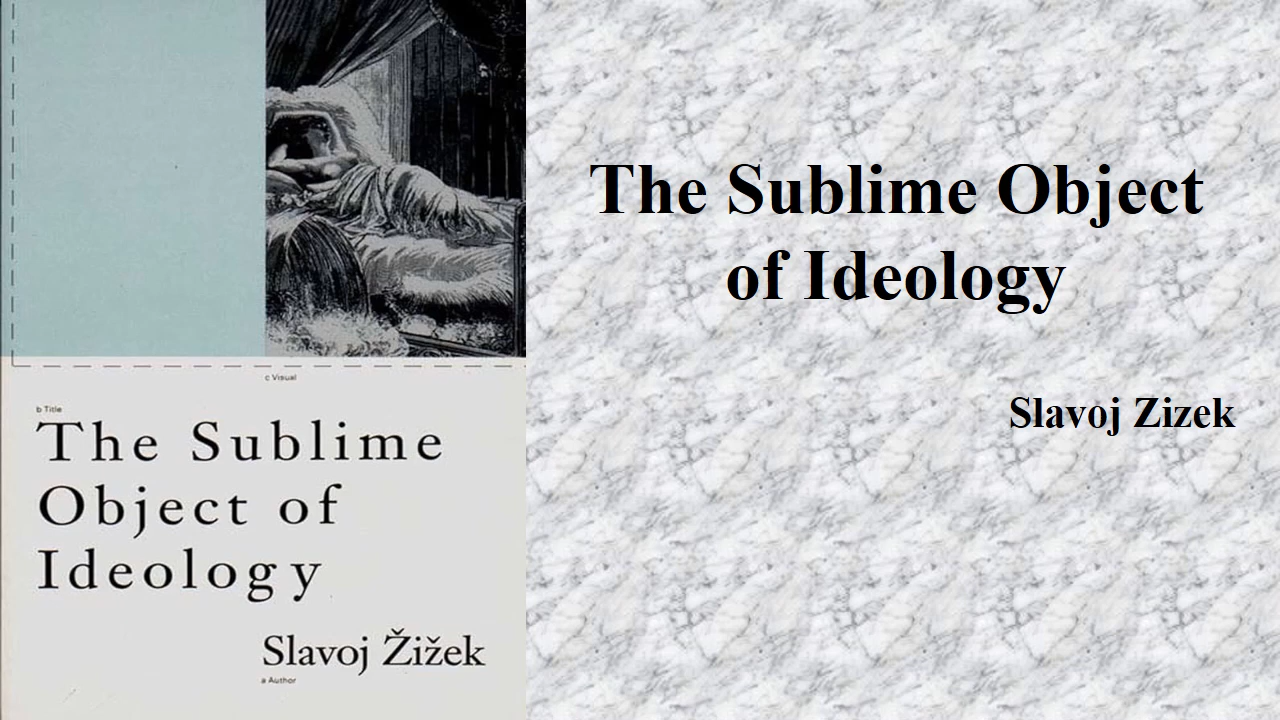 c Visual
b Title
The Sublime
Object of
Ideology
Slavoj Žižek
a Author
The Sublime Object
of Ideology
Slavoj Zizek